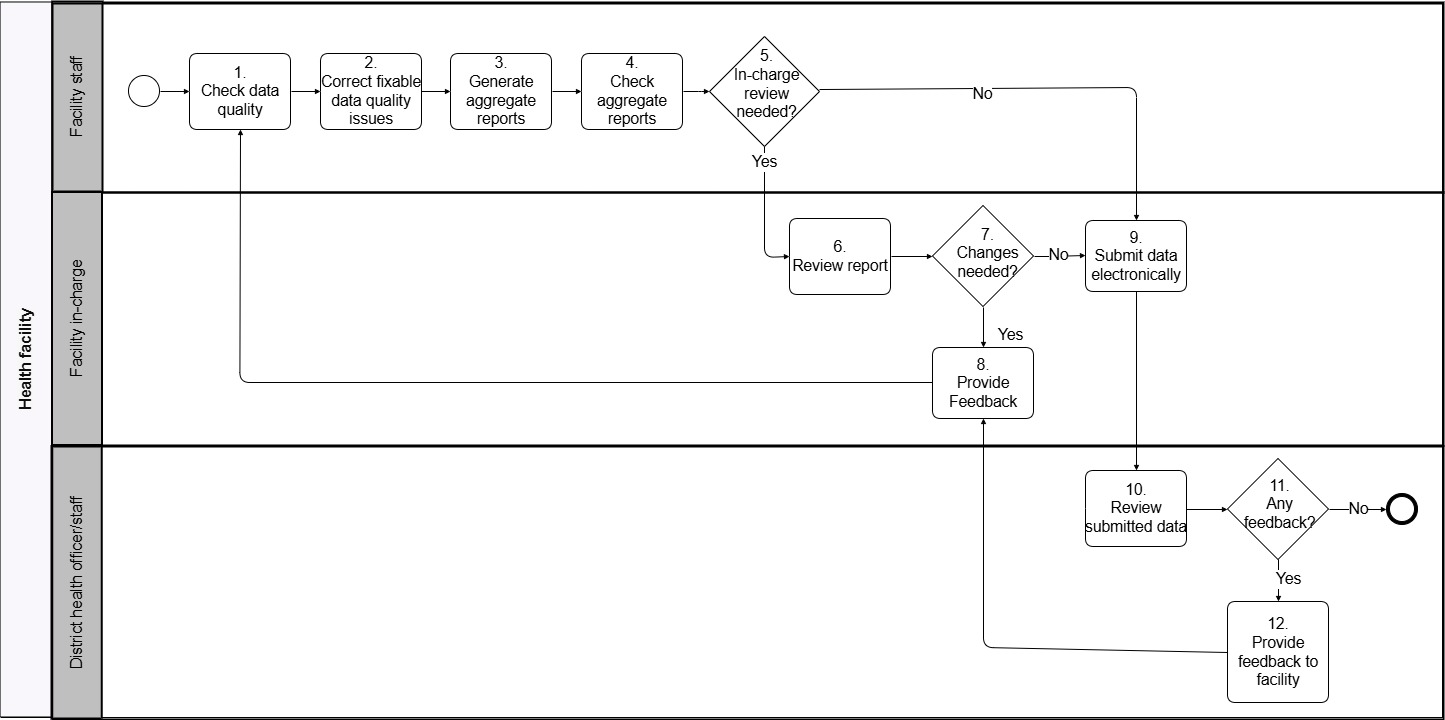 Health facility
Facility staff
1.
Check data
quality
2.
Correct fixable
data quality
issues
3.
Generate
aggregate
reports
4.
Check
aggregate
reports
5.
In-charge
review
needed?
No
Yes
Facility in-charge
6.
Review report
7.
Changes
needed?
No
Yes
8.
Provide
Feedback
9.
Submit data
electronically
District health officer/staff
10.
Review
submitted data
11.
Any
feedback?
No
Yes
12.
Provide
feedback to
facility